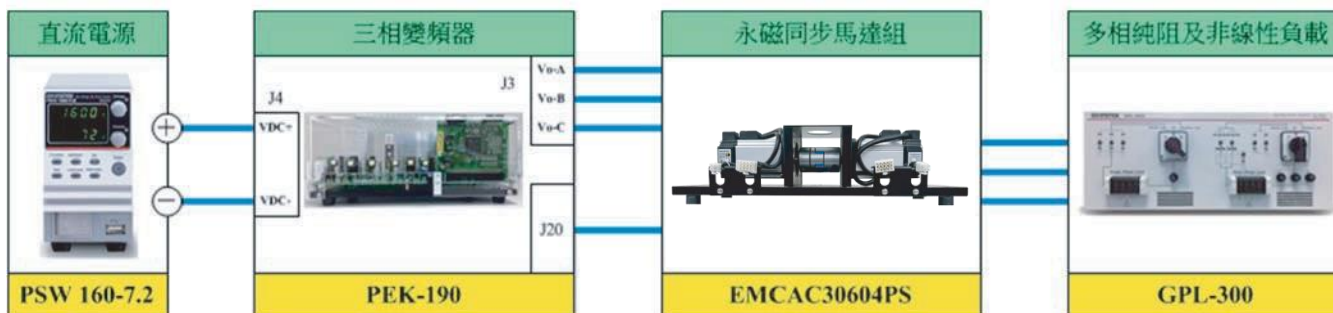 直流電源
三相變頻器
永磁同步馬達組
多相純阻及非線性負載
J4
J3
Vo-A
Vo-B
Vo-C
VDC+
VDC-
J20
+
−
PSW 160-7.2
PEK-190
EMCAC30604PS
GPL-300